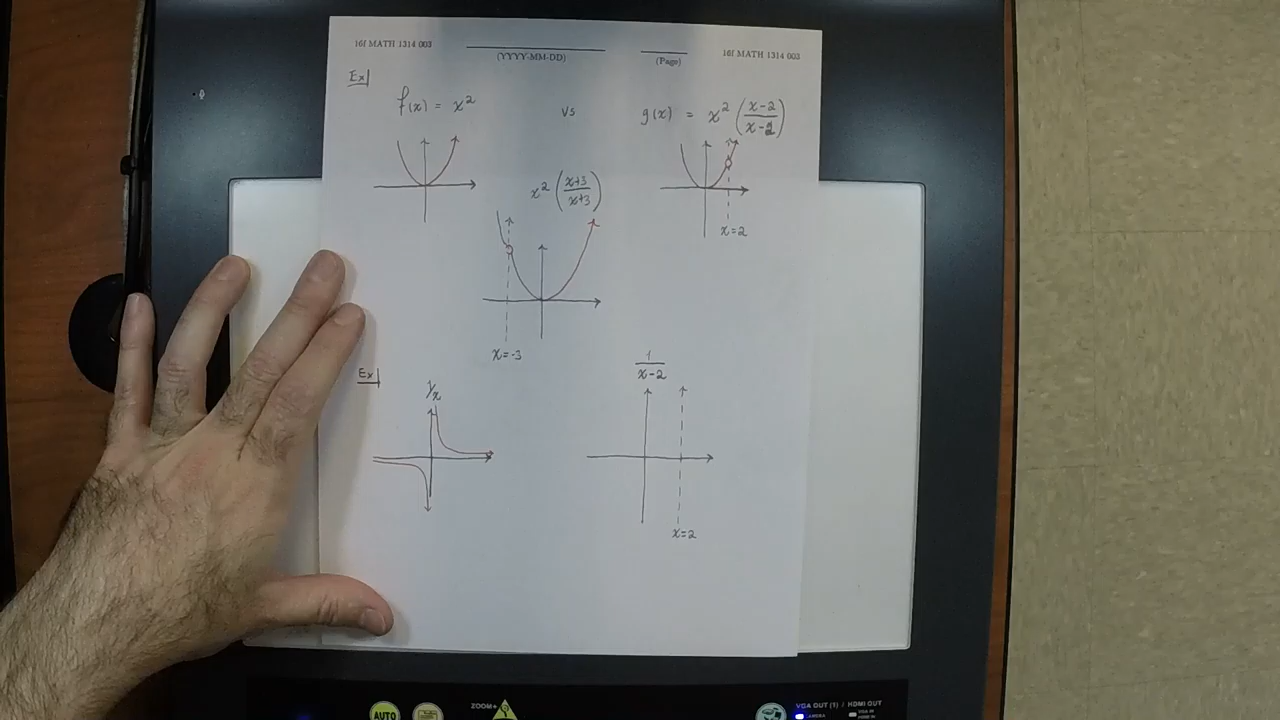 16f MATH 1314 003
(YYYY-MM-DD)
(Page)
16f MATH 1314 003
Ex
f(x) = x²
vs
g(x) = x² (x-2 / x-2)
x=2
x² (x+3 / x+3)
x=-3
Ex
1/x
1 / x-2
x=2
AUTO
ZOOM+
VGA OUT (1) / HDMI OUT